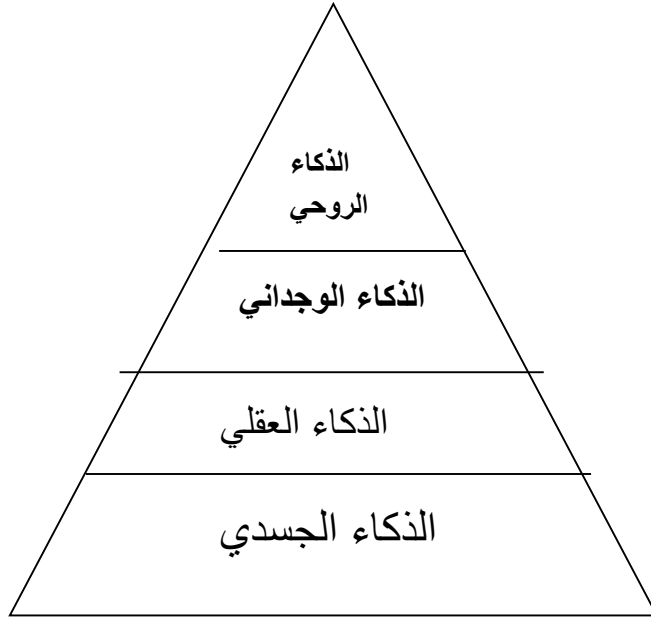 الذكاء
الروحي
الذكاء الوجداني
الذكاء العقلي
الذكاء الجسدي